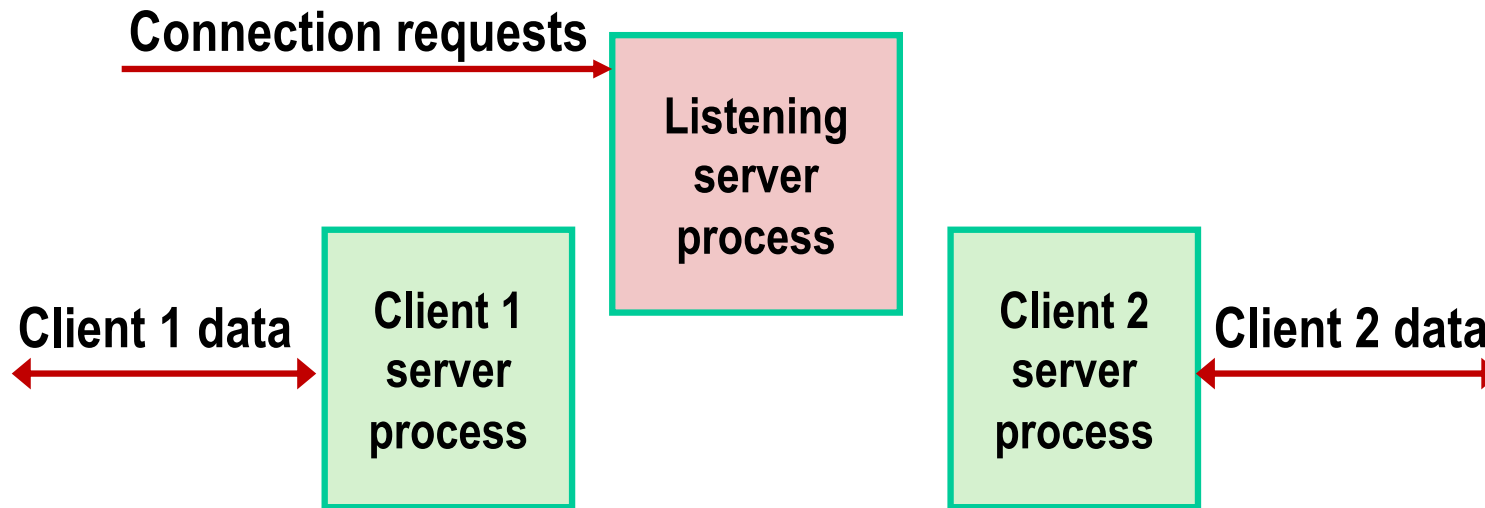 Connection requests
Listening
server
process
Client 1 data
Client 1
server
process
Client 2
server
process
Client 2 data